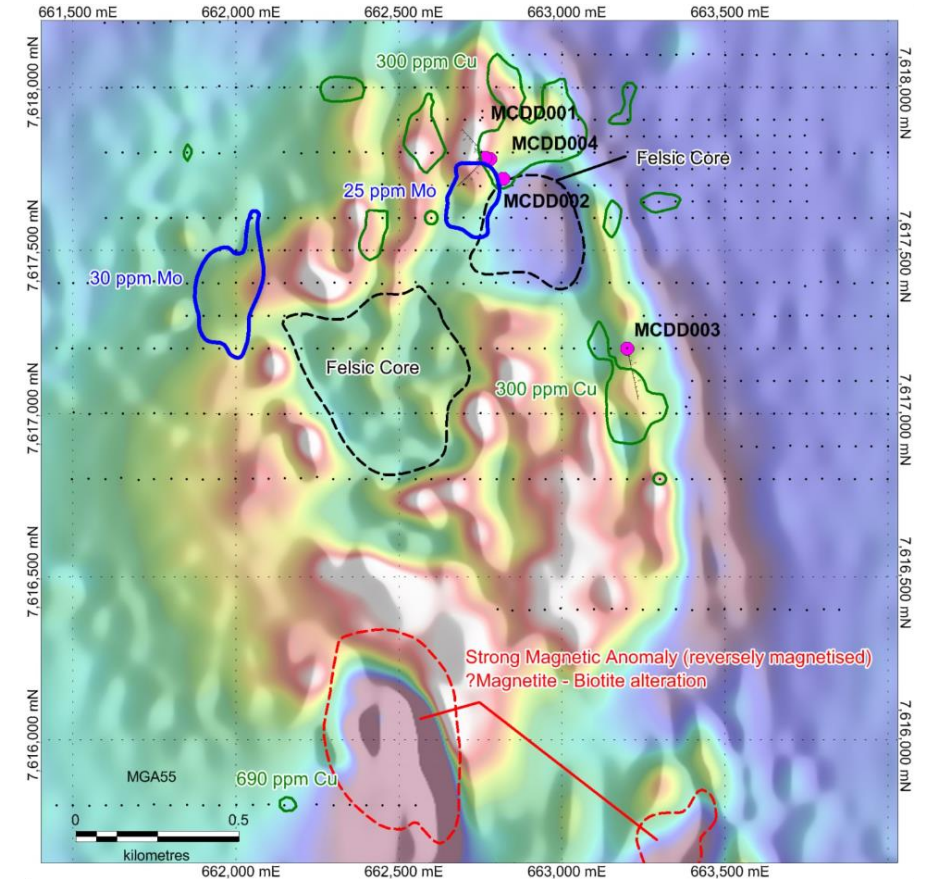 661,500 mE
662,000 mE
662,500 mE
663,000 mE
663,500 mE
7,618,000 mN
7,618,000 mN
300 ppm Cu
MCDD001
MCDD004
Felsic Core
25 ppm Mo
MCDD002
7,617,500 mN
7,617,500 mN
30 ppm Mo
MCDD003
Felsic Core
300 ppm Cu
7,617,000 mN
7,617,000 mN
7,616,500 mN
7,616,500 mN
Strong Magnetic Anomaly (reversely magnetised)
?Magnetite - Biotite alteration
7,616,000 mN
7,616,000 mN
MGA55
690 ppm Cu
0
0.5
kilometres
662,000 mE
662,500 mE
663,000 mE
663,500 mE